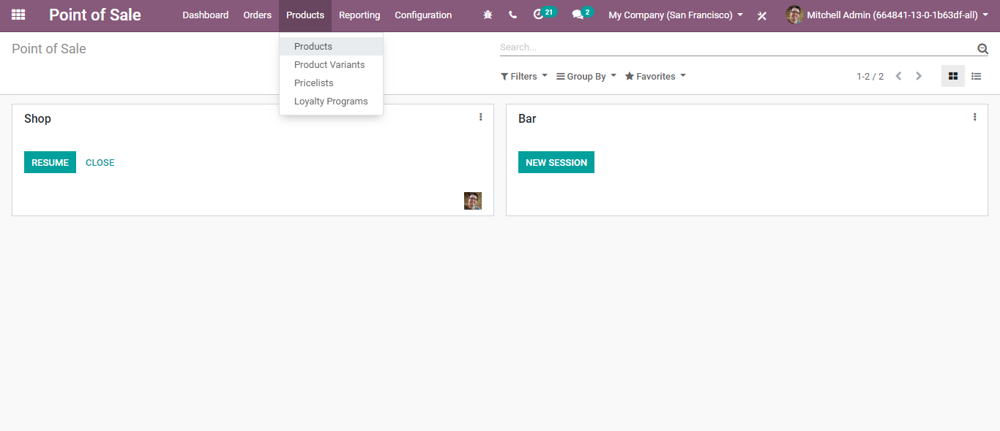 Point of Sale Dashboard Orders Products Reporting Configuration 21 2 My Company (San Francisco) Mitchell Admin (664841-13-0-1b63df-all)
Point of Sale
Search...
Products
Product Variants
Pricelists
Loyalty Programs
Filters Group By Favorites 1-2 / 2
Shop
RESUME CLOSE
Bar
NEW SESSION